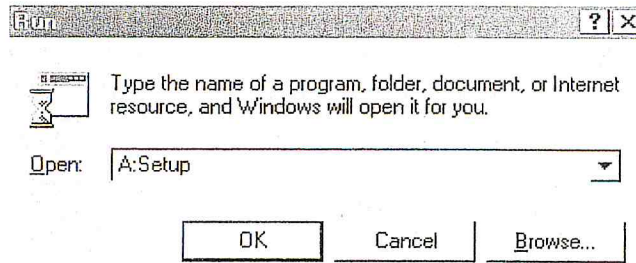 Run ? X
Type the name of a program, folder, document, or Internet
resource, and Windows will open it for you.
Open: A:Setup
OK Cancel Browse...